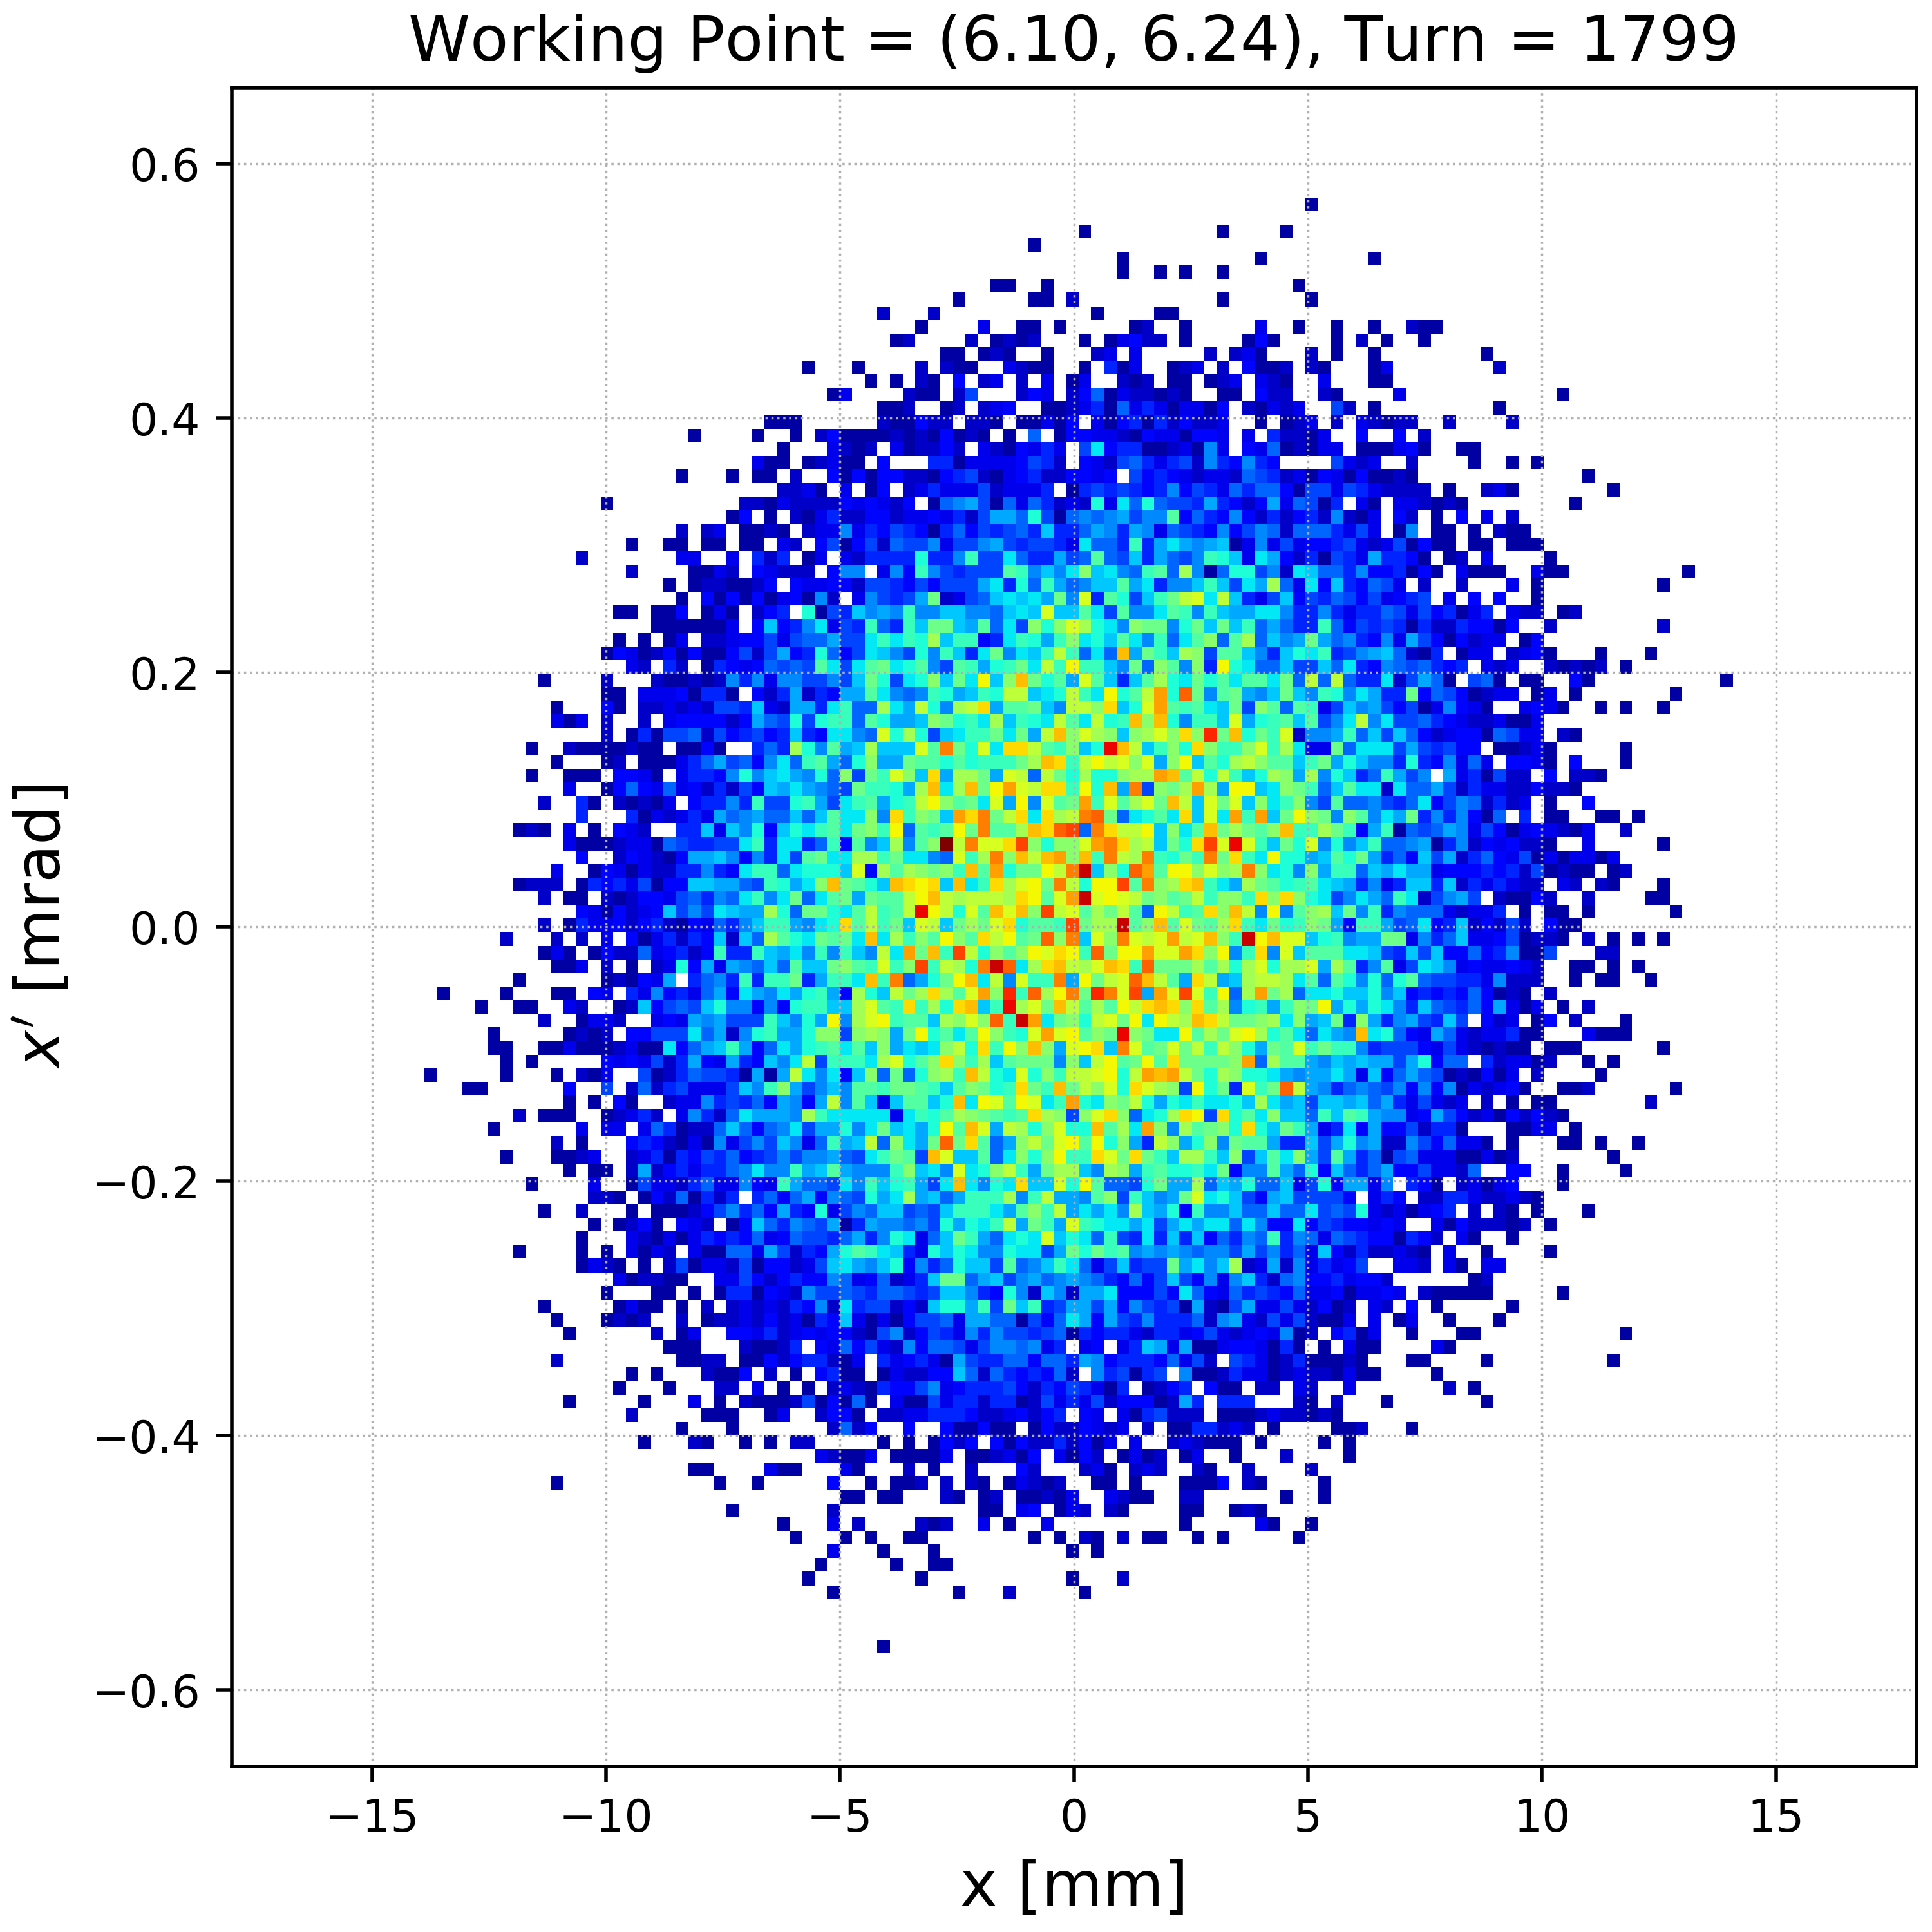 Working Point = (6.10, 6.24), Turn = 1799
0.6
0.4
0.2
0.0
−0.2
−0.4
−0.6
x′ [mrad]
−15 −10 −5 0 5 10 15
x [mm]